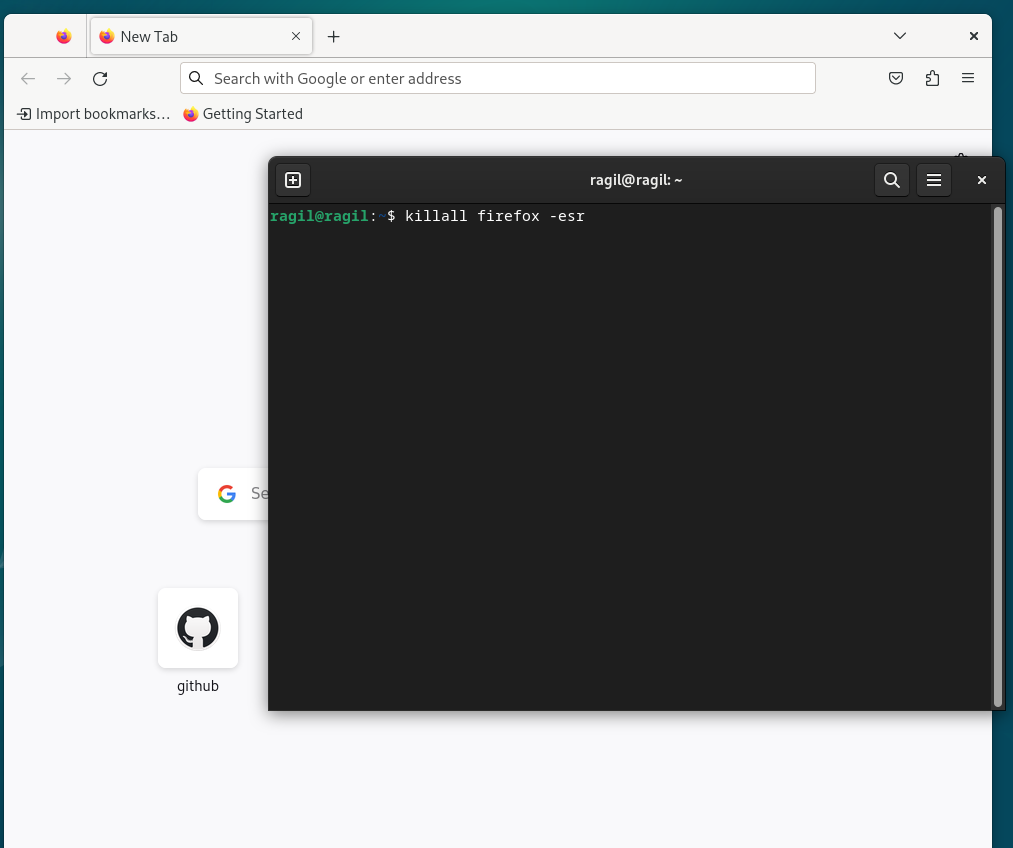 New Tab
Search with Google or enter address
Import bookmarks...
Getting Started
ragil@ragil: ~
ragil@ragil:~$ killall firefox -esr
Se
github